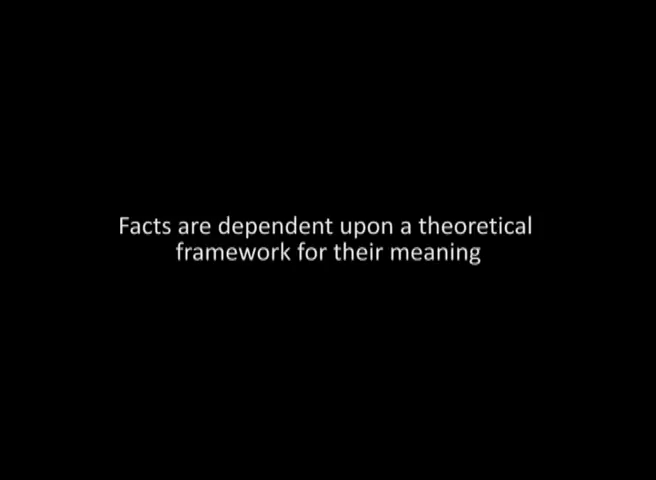 Facts are dependent upon a theoretical
framework for their meaning